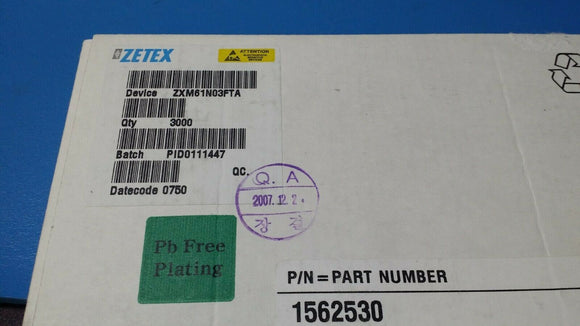 ZETEX
ATTENTION
Device ZXM61N03FTA
Qty 3000
Batch PID0111447
QC.
Datecode 0750
Q. A
2007. 12. 2
Pb Free
Plating
P/N = PART NUMBER
1562530